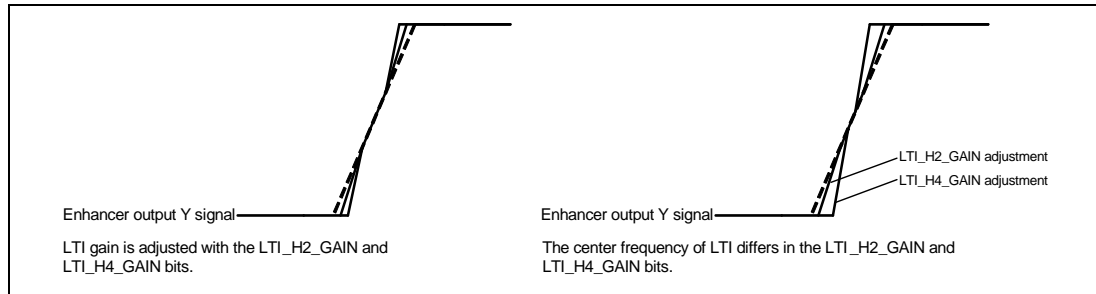 Enhancer output Y signal
LTI gain is adjusted with the LTI_H2_GAIN and
LTI_H4_GAIN bits.
LTI_H2_GAIN adjustment
LTI_H4_GAIN adjustment
Enhancer output Y signal
The center frequency of LTI differs in the LTI_H2_GAIN and
LTI_H4_GAIN bits.